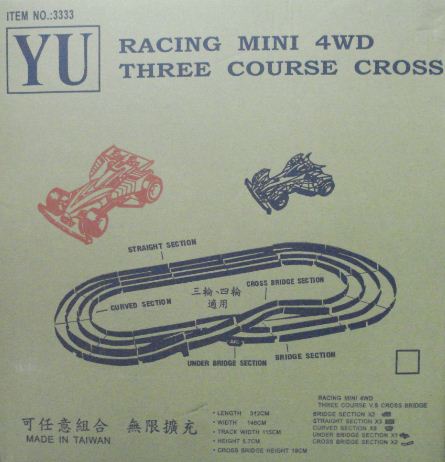 ITEM NO.:3333
YU
RACING MINI 4WD
THREE COURSE CROSS
STRAIGHT SECTION
CROSS BRIDGE SECTION
三輪、四輪
適用
CURVED SECTION
UNDER BRIDGE SECTION
BRIDGE SECTION
可任意組合 無限擴充
MADE IN TAIWAN
• LENGTH 312CM
• WIDTH 146CM
• TRACK WIDTH 115CM
• HEIGHT 5.7CM
• CROSS BRIDGE HEIGHT 19CM
RACING MINI 4WD
THREE COURSE V.S CROSS BRIDGE
BRIDGE SECTION X2
STRAIGHT SECTION X3
CURVED SECTION X8
UNDER BRIDGE SECTION X1
CROSS BRIDGE SECTION X2